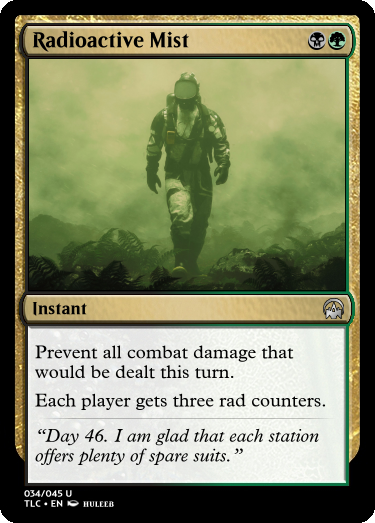 Radioactive Mist
Instant
Prevent all combat damage that
would be dealt this turn.
Each player gets three rad counters.
“Day 46. I am glad that each station
offers plenty of spare suits.”
034/045 U
TLC • EN HULEEB